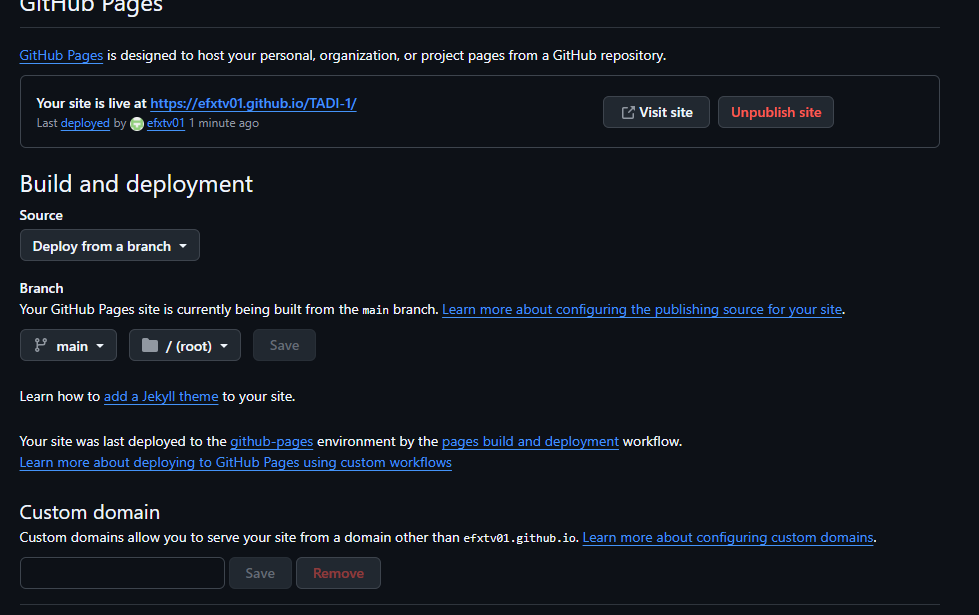 GitHub Pages
GitHub Pages is designed to host your personal, organization, or project pages from a GitHub repository.
Your site is live at https://efxtv01.github.io/TADI-1/
Last deployed by efxtv01 1 minute ago
Visit site
Unpublish site
Build and deployment
Source
Deploy from a branch
Branch
Your GitHub Pages site is currently being built from the main branch. Learn more about configuring the publishing source for your site.
main
/ (root)
Save
Learn how to add a Jekyll theme to your site.
Your site was last deployed to the github-pages environment by the pages build and deployment workflow.
Learn more about deploying to GitHub Pages using custom workflows
Custom domain
Custom domains allow you to serve your site from a domain other than efxtv01.github.io. Learn more about configuring custom domains.
Save
Remove